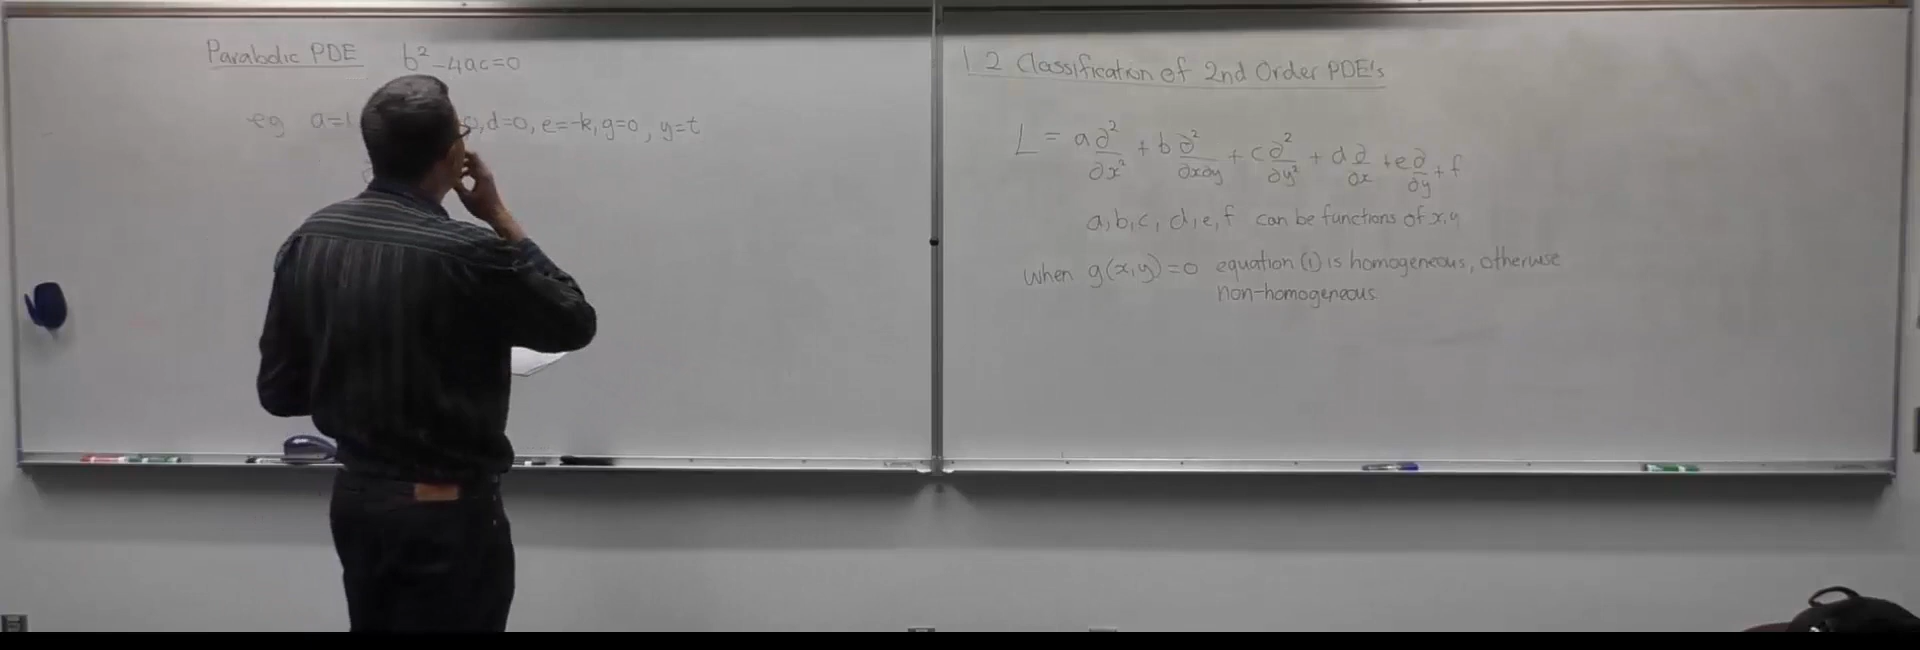 Parabolic PDE b²-4ac=0
eg a=1 0, d=0, e=-k, g=0, y=t
1.2 Classification of 2nd Order PDE's
L = a ∂²/∂x² + b ∂²/∂x∂y + c ∂²/∂y² + d ∂/∂x + e ∂/∂y + f
a, b, c, d, e, f can be functions of x, y
When g(x,y)=0 equation (1) is homogeneous, otherwise
non-homogeneous.